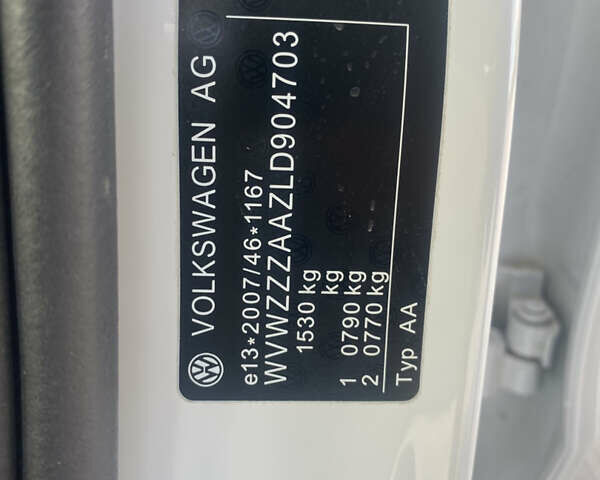 VOLKSWAGEN AG
e13*2007/46*1167
WVWZZZAAZLD904703
1530 kg
kg
1 0790 kg
2 0770 kg
Typ AA